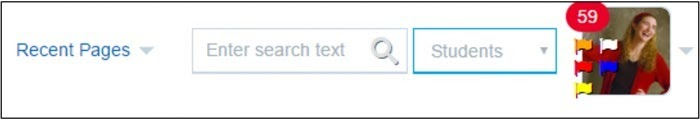 59
Recent Pages
Enter search text
Students